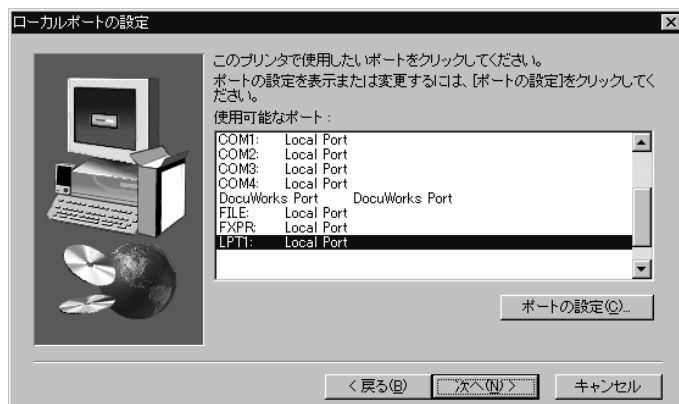 ローカルポートの設定
このプリンタで使用したいポートをクリックしてください。
ポートの設定を表示または変更するには、[ポートの設定]をクリックしてく
ださい。
使用可能なポート：
COM1: Local Port
COM2: Local Port
COM3: Local Port
COM4: Local Port
DocuWorks Port DocuWorks Port
FILE: Local Port
FXPR: Local Port
LPT1: Local Port
ポートの設定(C)...
< 戻る(B) 次へ(N) > キャンセル